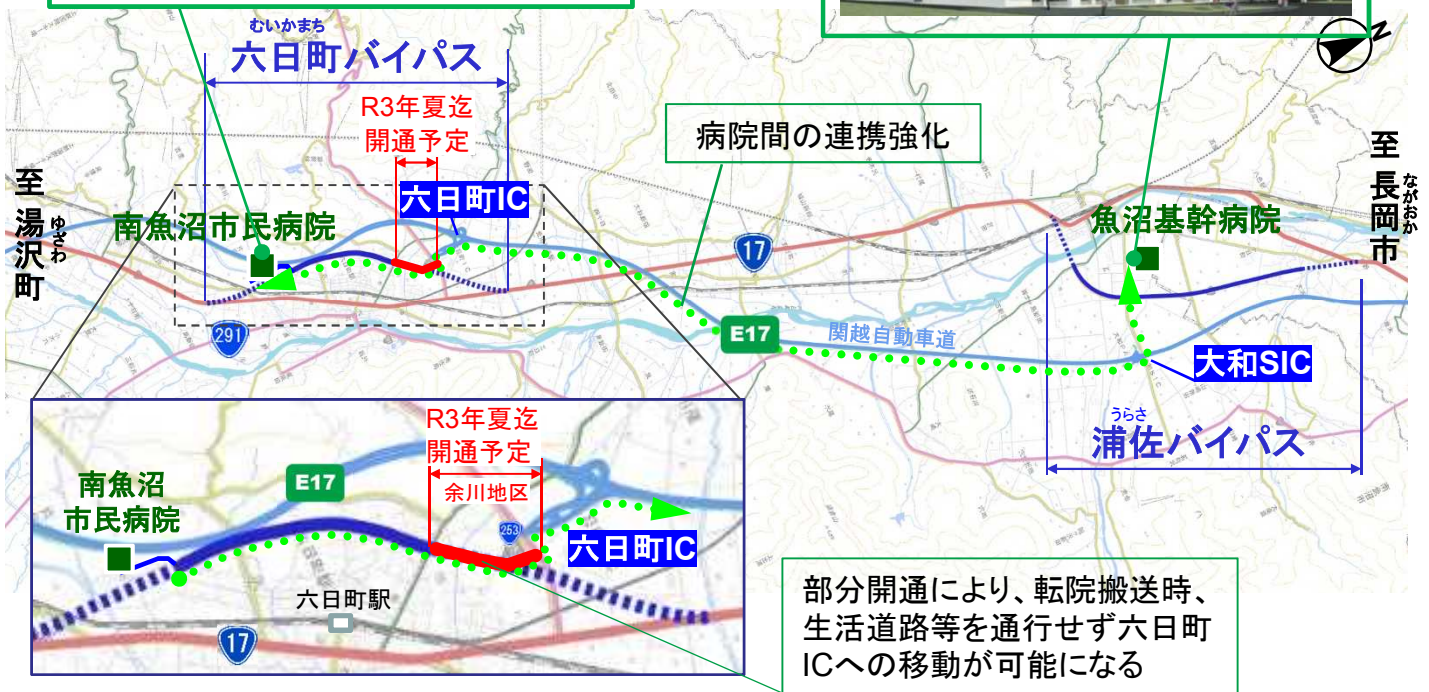 むいかまち
六日町バイパス
R3年夏迄
開通予定
病院間の連携強化
至
湯沢町
ゆざわ
南魚沼市民病院
六日町IC
17
魚沼基幹病院
至
長岡市
ながおか
291
E17
関越自動車道
大和SIC
うらさ
浦佐バイパス
R3年夏迄
開通予定
余川地区
E17
南魚沼
市民病院
253
六日町IC
六日町駅
17
部分開通により、転院搬送時、
生活道路等を通行せず六日町
ICへの移動が可能になる